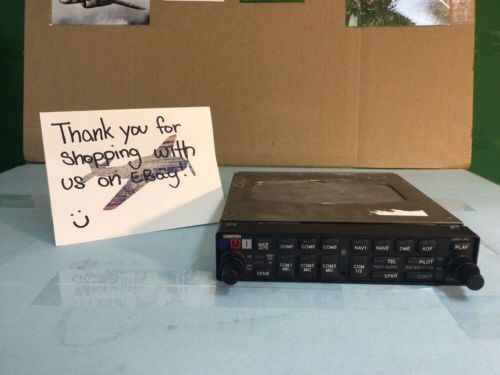 Thank you for
shopping with
us on EBay!
GARMIN
COM1 COM2 COM3 NAV1 NAV2 DME ADF PLAY
M I
TEL PILOT
COM1 MIC COM2 MIC COM3 MIC COM 1/2
SENS SPKR COPLT